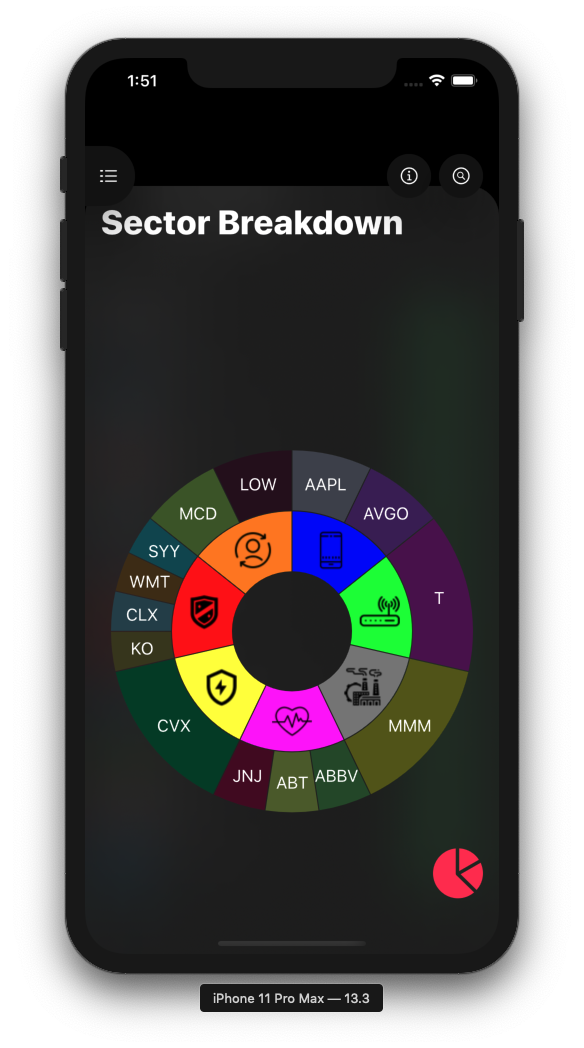 1:51
Sector Breakdown
LOW
AAPL
MCD
AVGO
SYY
WMT
T
CLX
KO
CVX
MMM
JNJ
ABT
ABBV
iPhone 11 Pro Max — 13.3